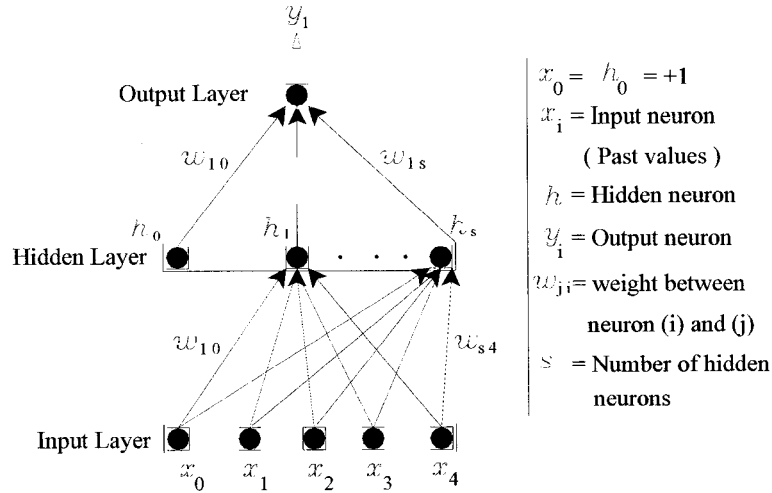 y1
Output Layer
w10 w1s
h0 h1 hs
Hidden Layer . . .
w10 ws4
Input Layer
x0 x1 x2 x3 x4
x0 = h0 = +1
xi = Input neuron
( Past values )
h = Hidden neuron
yi = Output neuron
wji = weight between
neuron (i) and (j)
s = Number of hidden
neurons